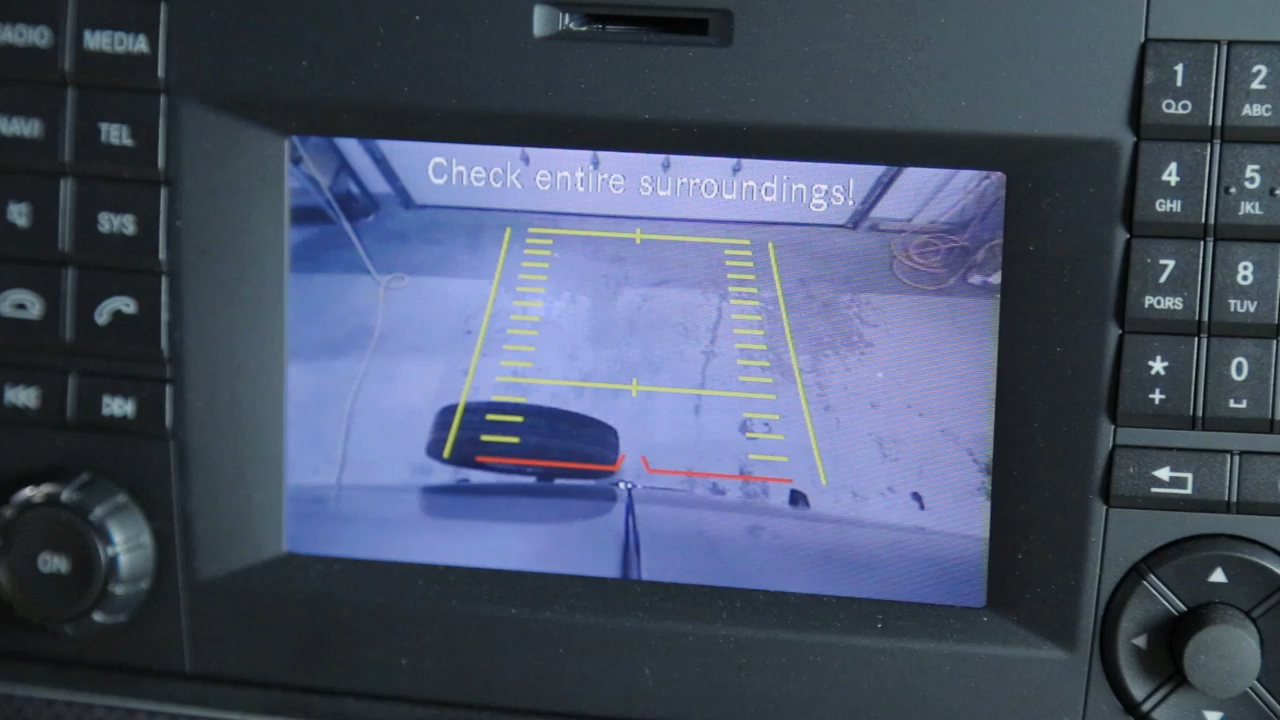 RADIO
MEDIA
NAVI
TEL
SYS
ON
Check entire surroundings!
1
2
ABC
4
GHI
5
JKL
7
PQRS
8
TUV
*
+
0